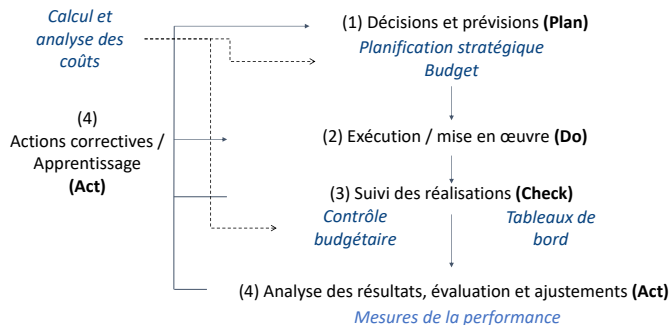 Calcul et
analyse des
coûts
(1) Décisions et prévisions (Plan)
Planification stratégique
Budget
(4)
Actions correctives /
Apprentissage
(Act)
(2) Exécution / mise en œuvre (Do)
(3) Suivi des réalisations (Check)
Contrôle
budgétaire
Tableaux de
bord
(4) Analyse des résultats, évaluation et ajustements (Act)
Mesures de la performance